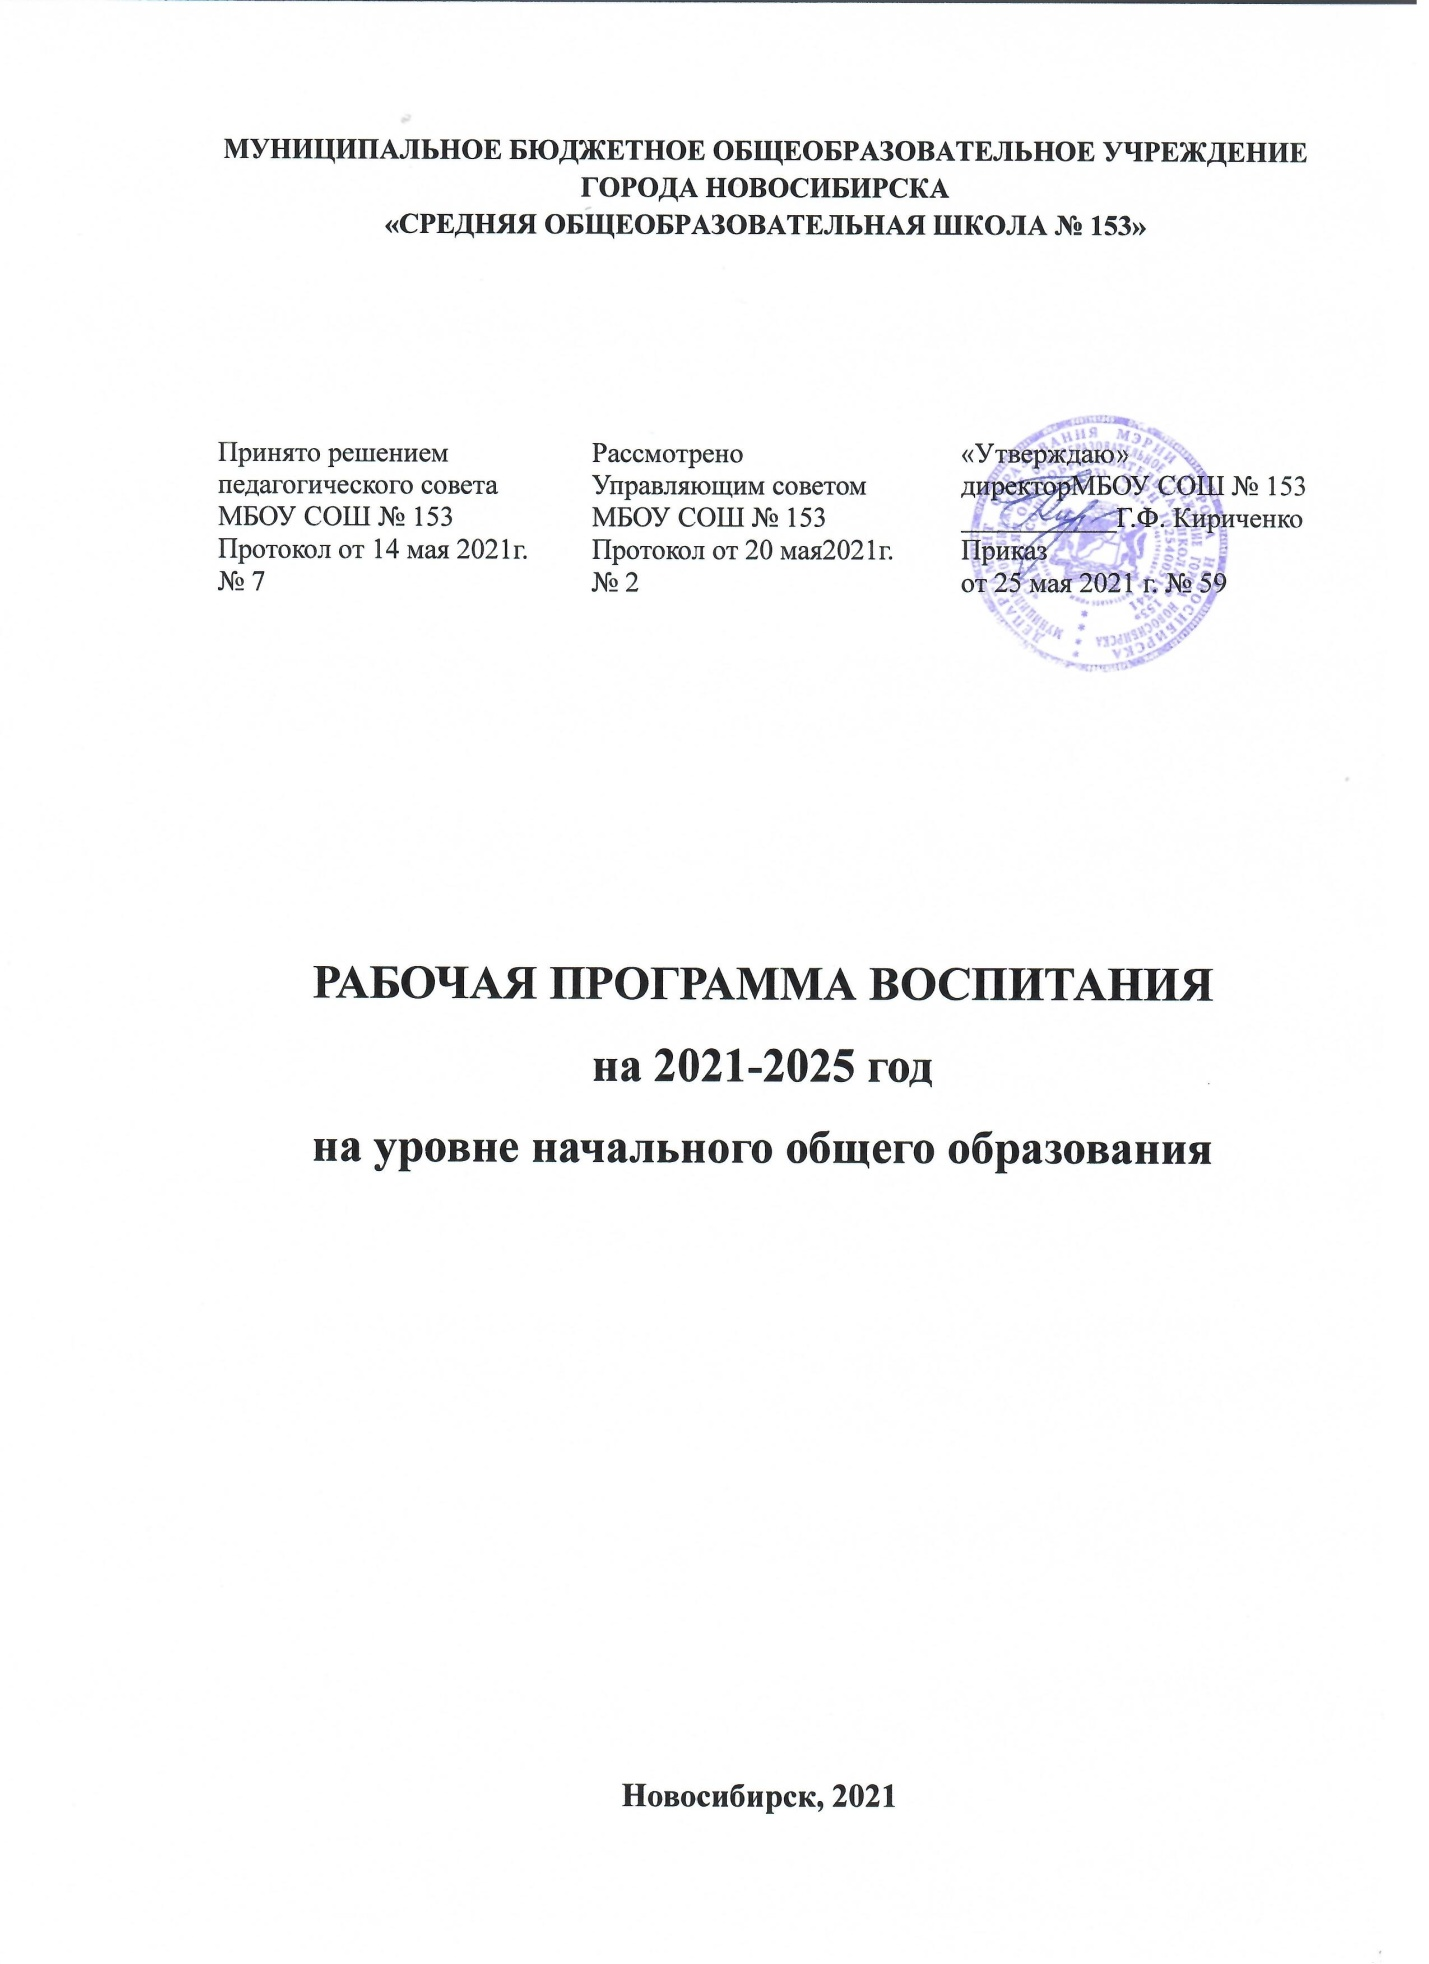 МУНИЦИПАЛЬНОЕ БЮДЖЕТНОЕ ОБЩЕОБРАЗОВАТЕЛЬНОЕ УЧРЕЖДЕНИЕ
ГОРОДА НОВОСИБИРСКА
«СРЕДНЯЯ ОБЩЕОБРАЗОВАТЕЛЬНАЯ ШКОЛА № 153»
Принято решением
педагогического совета
МБОУ СОШ № 153
Протокол от 14 мая 2021г.
№ 7
Рассмотрено
Управляющим советом
МБОУ СОШ № 153
Протокол от 20 мая2021г.
№ 2
«Утверждаю»
директорМБОУ СОШ № 153
____________Г.Ф. Кириченко
Приказ
от 25 мая 2021 г. № 59
РАБОЧАЯ ПРОГРАММА ВОСПИТАНИЯ
на 2021-2025 год
на уровне начального общего образования
Новосибирск, 2021